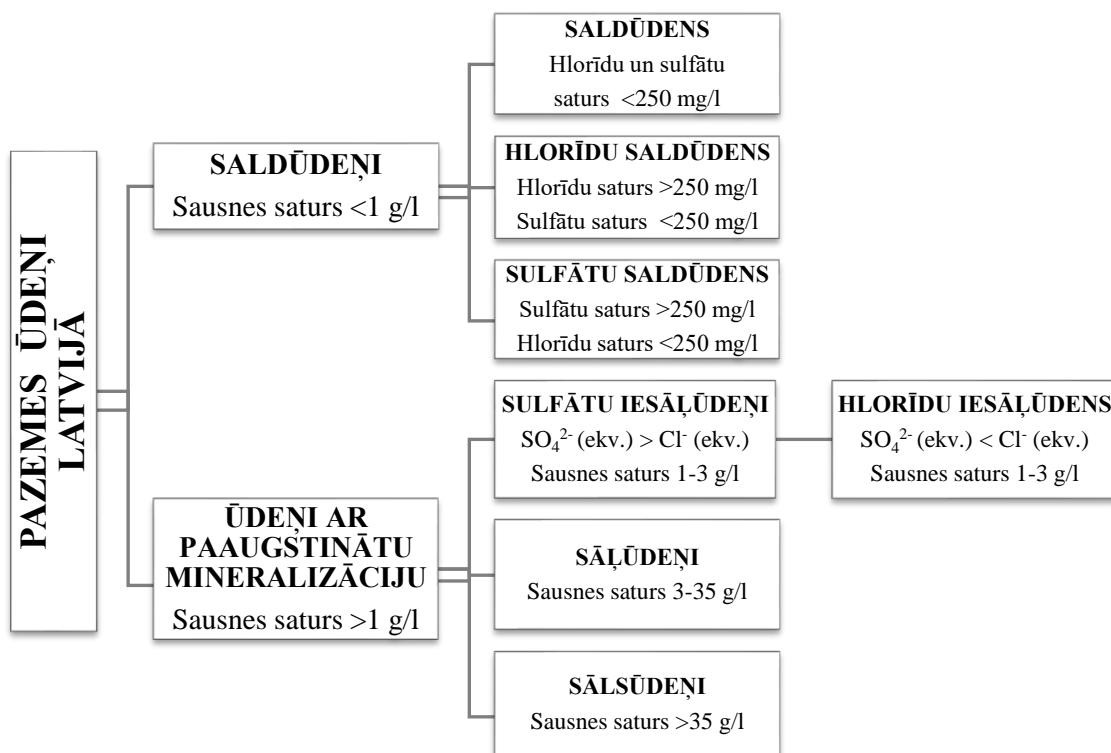 PAZEMES ŪDEŅI
LATVIJĀ
SALDŪDEŅI
Sausnes saturs <1 g/l
SALDŪDENS
Hlorīdu un sulfātu
saturs <250 mg/l
HLORĪDU SALDŪDENS
Hlorīdu saturs >250 mg/l
Sulfātu saturs <250 mg/l
SULFĀTU SALDŪDENS
Sulfātu saturs >250 mg/l
Hlorīdu saturs <250 mg/l
ŪDEŅI AR
PAAUGSTINĀTU
MINERALIZĀCIJU
Sausnes saturs >1 g/l
SULFĀTU IESĀĻŪDEŅI
SO₄²⁻ (ekv.) > Cl⁻ (ekv.)
Sausnes saturs 1-3 g/l
HLORĪDU IESĀĻŪDENS
SO₄²⁻ (ekv.) < Cl⁻ (ekv.)
Sausnes saturs 1-3 g/l
SĀĻŪDEŅI
Sausnes saturs 3-35 g/l
SĀLSŪDEŅI
Sausnes saturs >35 g/l